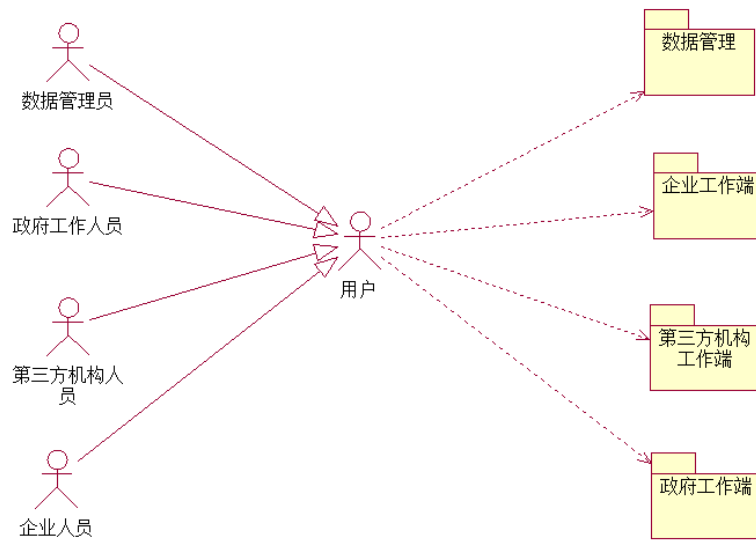 数据管理员
政府工作人员
第三方机构人
员
企业人员
用户
数据管理
企业工作端
第三方机构
工作端
政府工作端